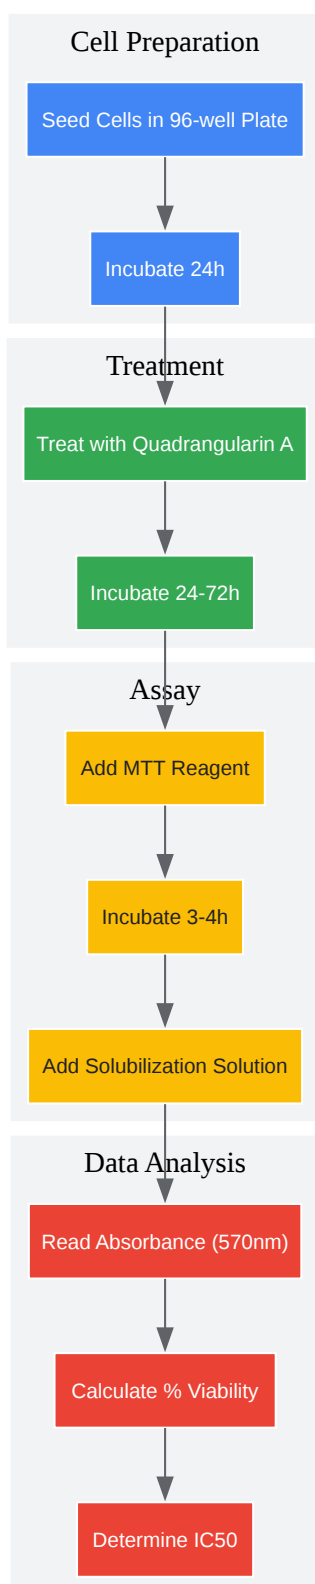 Cell Preparation
Seed Cells in 96-well Plate
Incubate 24h
Treatment
Treat with Quadrangularin A
Incubate 24-72h
Assay
Add MTT Reagent
Incubate 3-4h
Add Solubilization Solution
Data Analysis
Read Absorbance (570nm)
Calculate % Viability
Determine IC50